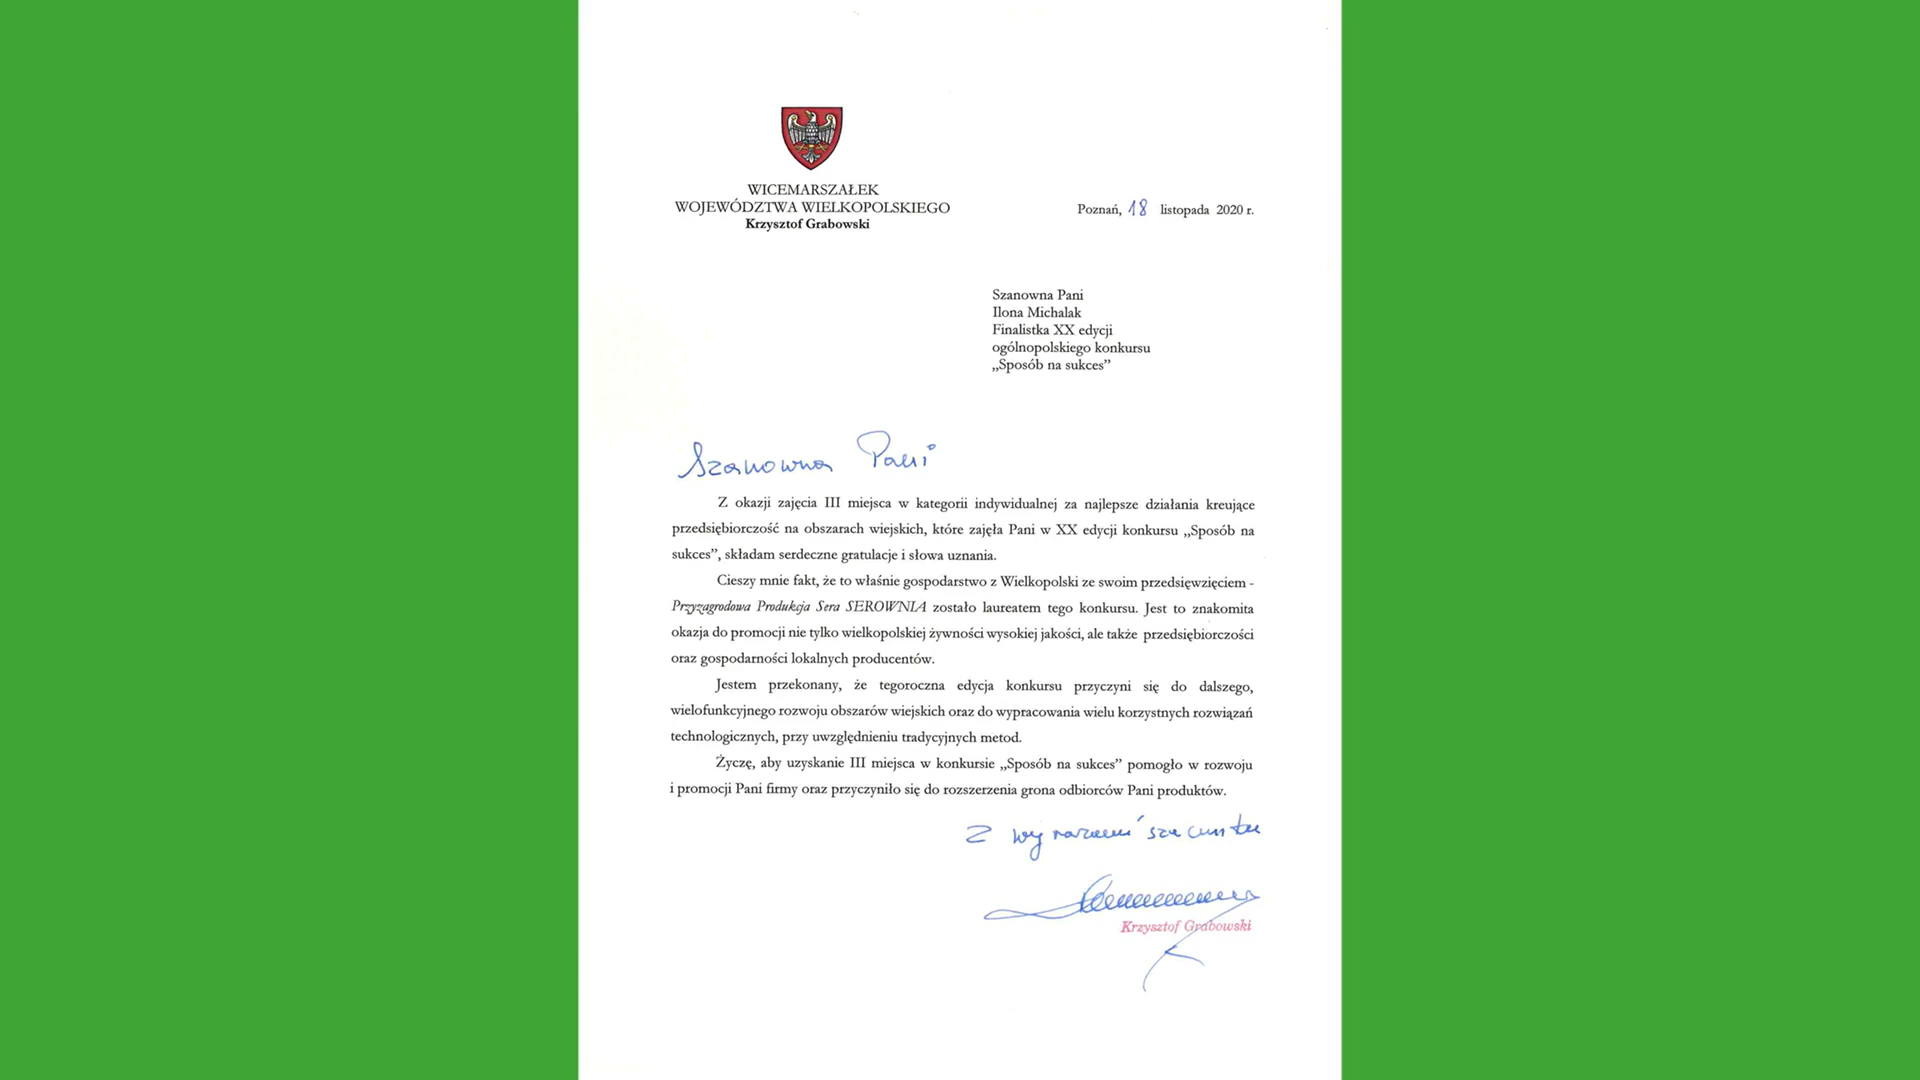 WICEMARSZAŁEK
WOJEWÓDZTWA WIELKOPOLSKIEGO
Krzysztof Grabowski
Poznań, 18 listopada 2020 r.
Szanowna Pani
Ilona Michalak
Finalistka XX edycji
ogólnopolskiego konkursu
„Sposób na sukces”
Szanowna Pani
Z okazji zajęcia III miejsca w kategorii indywidualnej za najlepsze działania kreujące
przedsiębiorczość na obszarach wiejskich, które zajęła Pani w XX edycji konkursu „Sposób na
sukces”, składam serdeczne gratulacje i słowa uznania.
Cieszy mnie fakt, że to właśnie gospodarstwo z Wielkopolski ze swoim przedsięwzięciem -
Przyzagrodowa Produkcja Sera SEROWNIA zostało laureatem tego konkursu. Jest to znakomita
okazja do promocji nie tylko wielkopolskiej żywności wysokiej jakości, ale także przedsiębiorczości
oraz gospodarności lokalnych producentów.
Jestem przekonany, że tegoroczna edycja konkursu przyczyni się do dalszego,
wielofunkcyjnego rozwoju obszarów wiejskich oraz do wypracowania wielu korzystnych rozwiązań
technologicznych, przy uwzględnieniu tradycyjnych metod.
Życzę, aby uzyskanie III miejsca w konkursie „Sposób na sukces” pomogło w rozwoju
i promocji Pani firmy oraz przyczyniło się do rozszerzenia grona odbiorców Pani produktów.
Z wyrazami szacunku
Krzysztof Grabowski